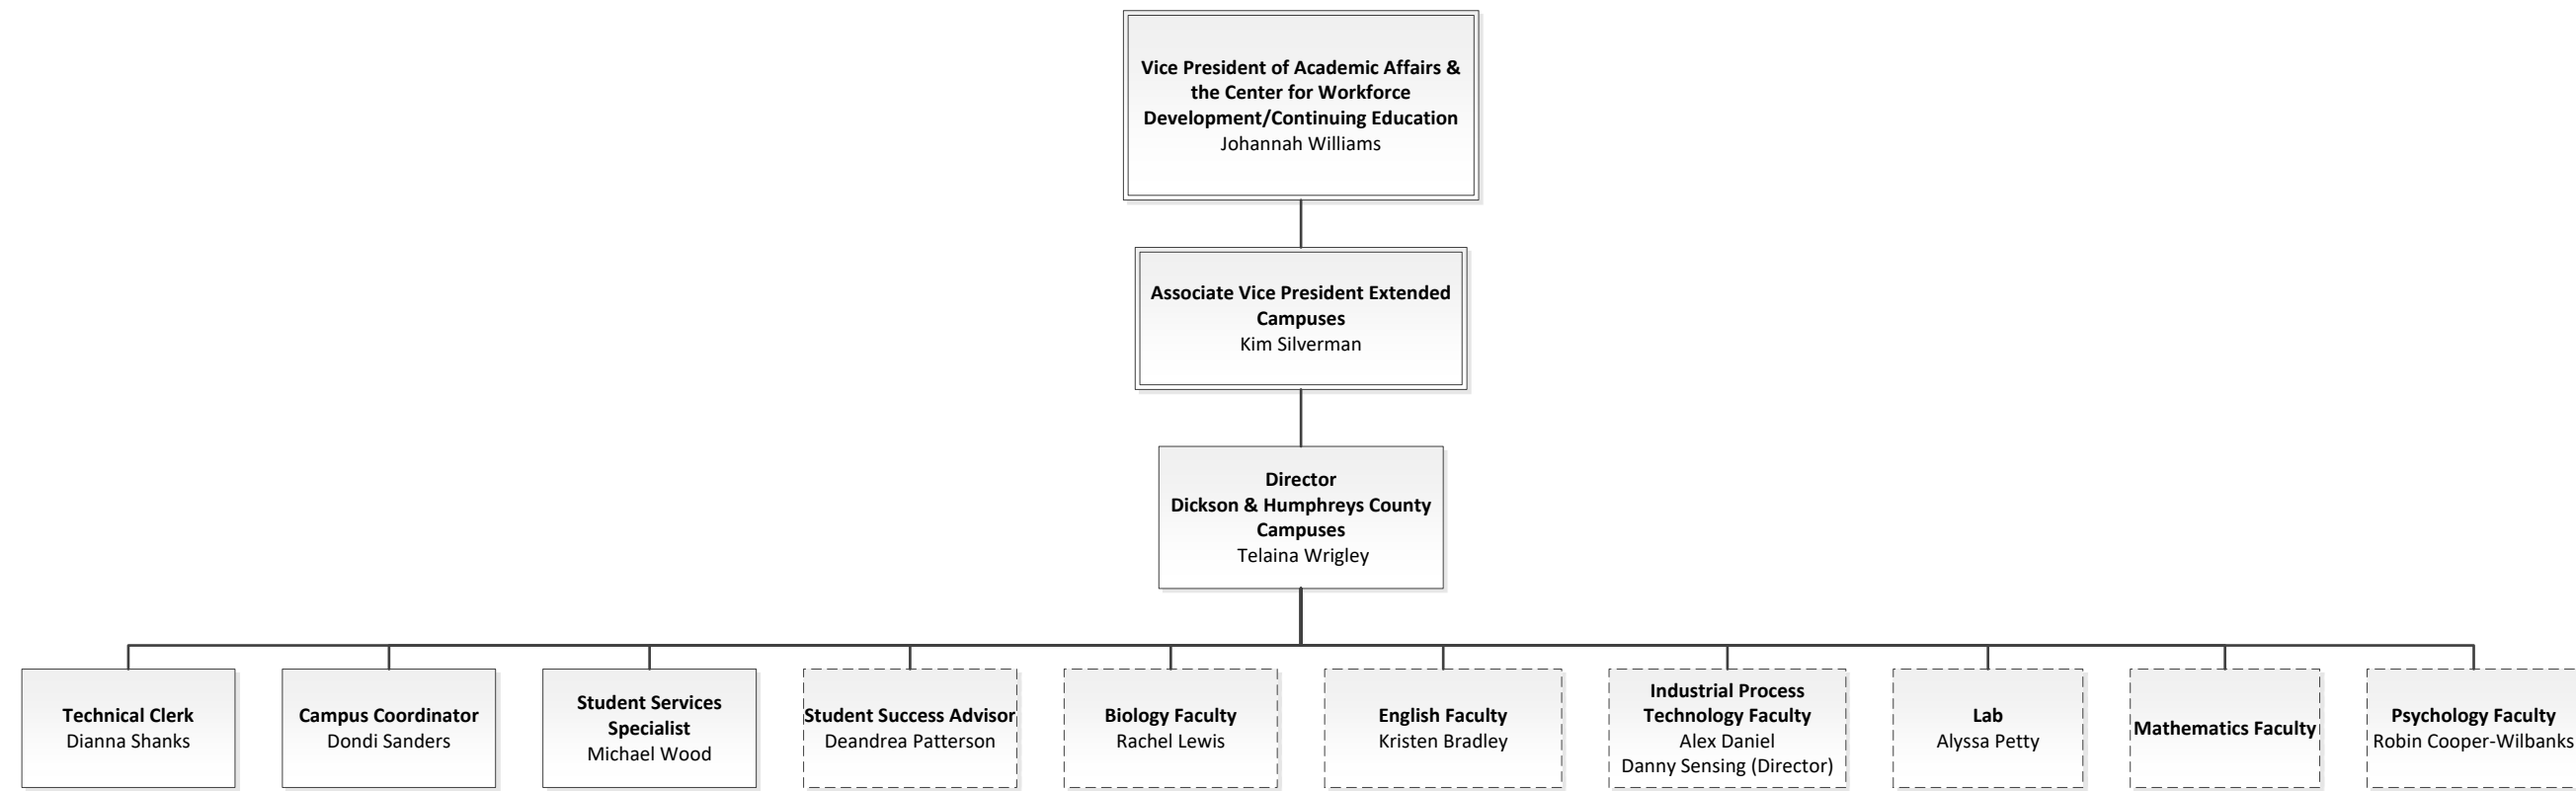 Vice President of Academic Affairs &
the Center for Workforce
Development/Continuing Education
Johannah Williams
Associate Vice President Extended
Campuses
Kim Silverman
Director
Dickson & Humphreys County
Campuses
Telaina Wrigley
Technical Clerk
Dianna Shanks
Campus Coordinator
Dondi Sanders
Student Services
Specialist
Michael Wood
Student Success Advisor
Deandrea Patterson
Biology Faculty
Rachel Lewis
English Faculty
Kristen Bradley
Industrial Process
Technology Faculty
Alex Daniel
Danny Sensing (Director)
Lab
Alyssa Petty
Mathematics Faculty
Psychology Faculty
Robin Cooper-Wilbanks